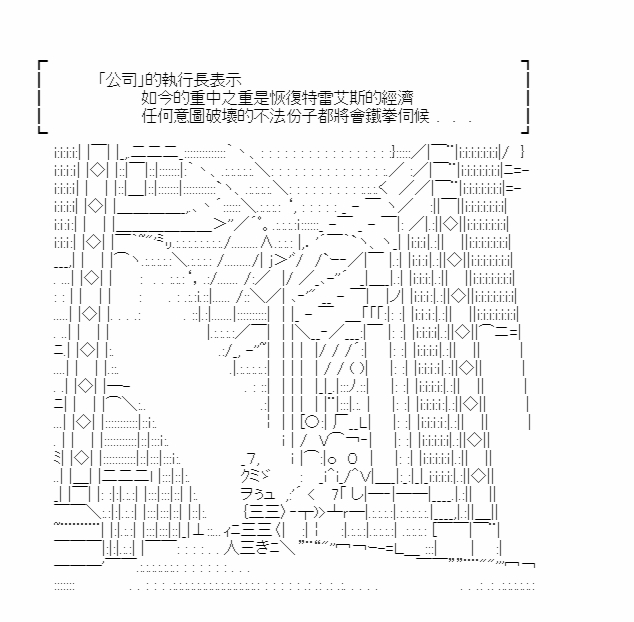 「公司」的執行長表示
如今的重中之重是恢復特雷艾斯的經濟
任何意圖破壞的不法份子都將會鐵拳伺候...